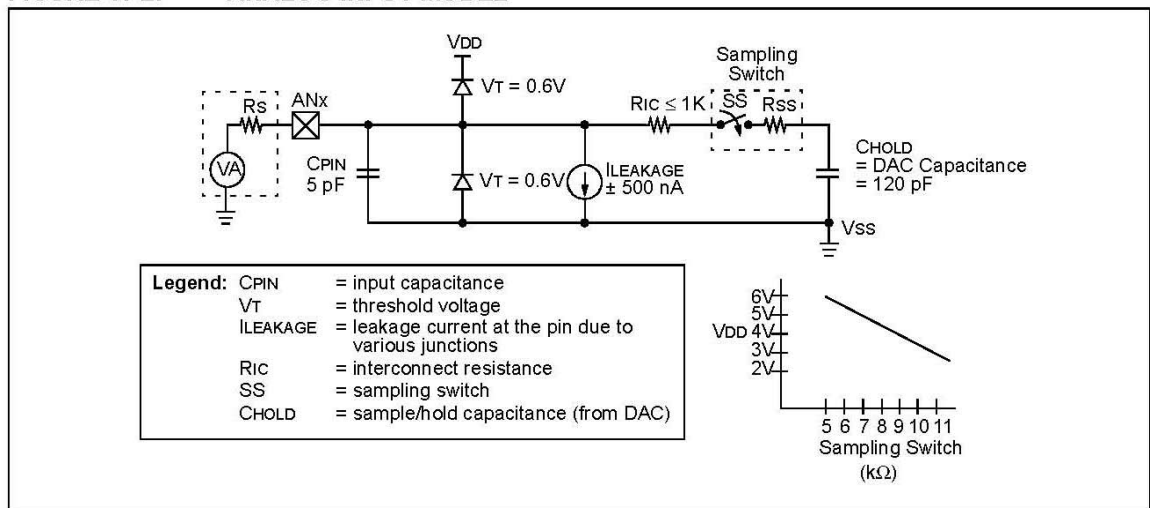 VDD
Sampling
Switch
VT = 0.6V
RIC ≤ 1K
SS
RSS
RS
ANx
CHOLD
= DAC Capacitance
= 120 pF
VA
CPIN
5 pF
VT = 0.6V
ILEAKAGE
± 500 nA
VSS
Legend: CPIN = input capacitance
VT = threshold voltage
ILEAKAGE = leakage current at the pin due to
various junctions
RIC = interconnect resistance
SS = sampling switch
CHOLD = sample/hold capacitance (from DAC)
6V
5V
VDD 4V
3V
2V
5 6 7 8 9 10 11
Sampling Switch
(kΩ)